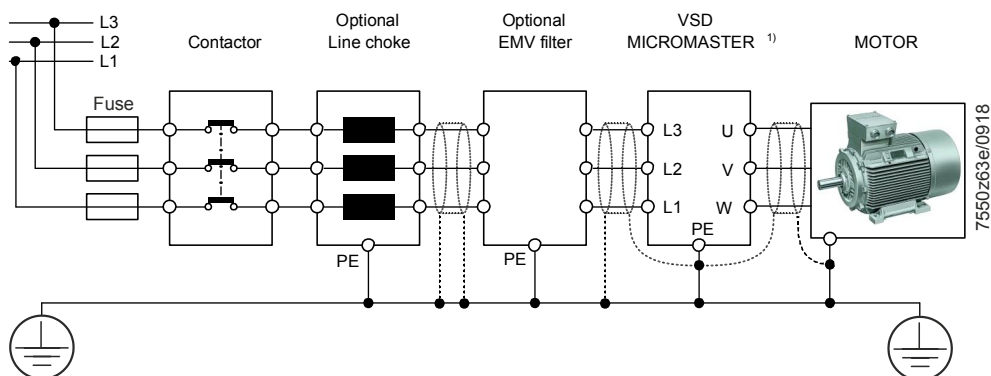 L3
L2
L1
Fuse
Contactor
Optional
Line choke
Optional
EMV filter
VSD
MICROMASTER 1)
MOTOR
L3
L2
L1
U
V
W
PE
PE
PE
7550z63e/0918